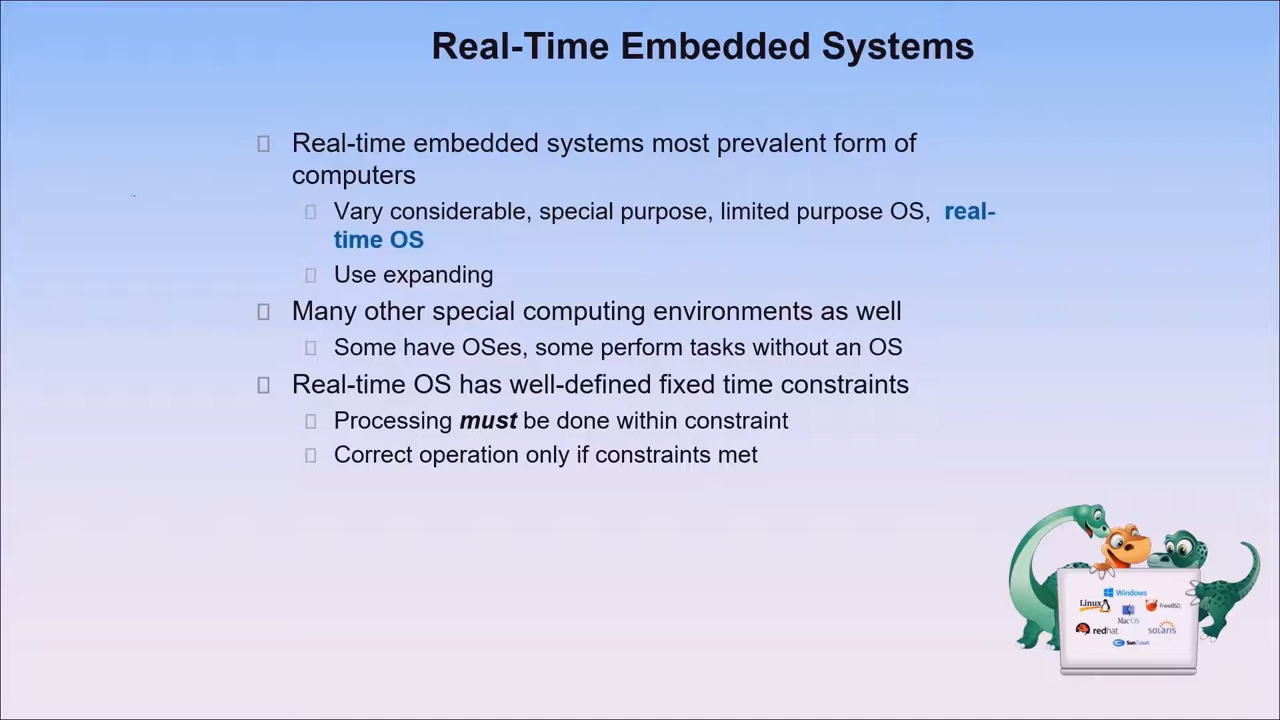 Real-Time Embedded Systems
Real-time embedded systems most prevalent form of
computers
Vary considerable, special purpose, limited purpose OS, real-
time OS
Use expanding
Many other special computing environments as well
Some have OSes, some perform tasks without an OS
Real-time OS has well-defined fixed time constraints
Processing must be done within constraint
Correct operation only if constraints met
Windows
Linux
FreeBSD
Mac OS
redhat
solaris